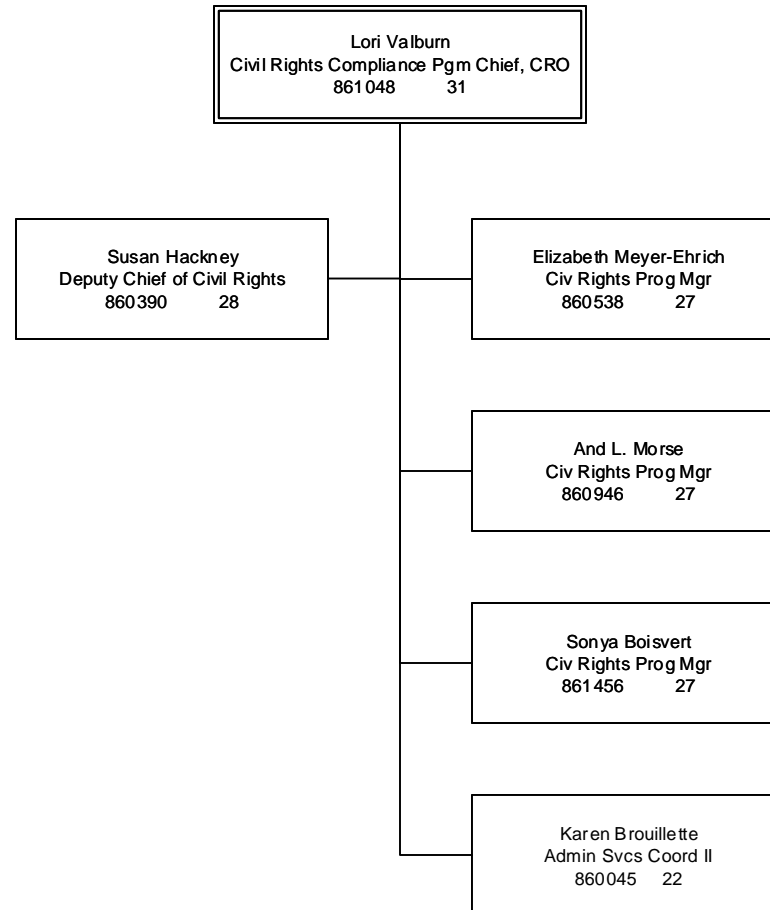 Lori Valburn
Civil Rights Compliance Pgm Chief, CRO
861048 31
Susan Hackney
Deputy Chief of Civil Rights
860390 28
Elizabeth Meyer-Ehrich
Civ Rights Prog Mgr
860538 27
And L. Morse
Civ Rights Prog Mgr
860946 27
Sonya Boisvert
Civ Rights Prog Mgr
861456 27
Karen Brouillette
Admin Svcs Coord II
860045 22